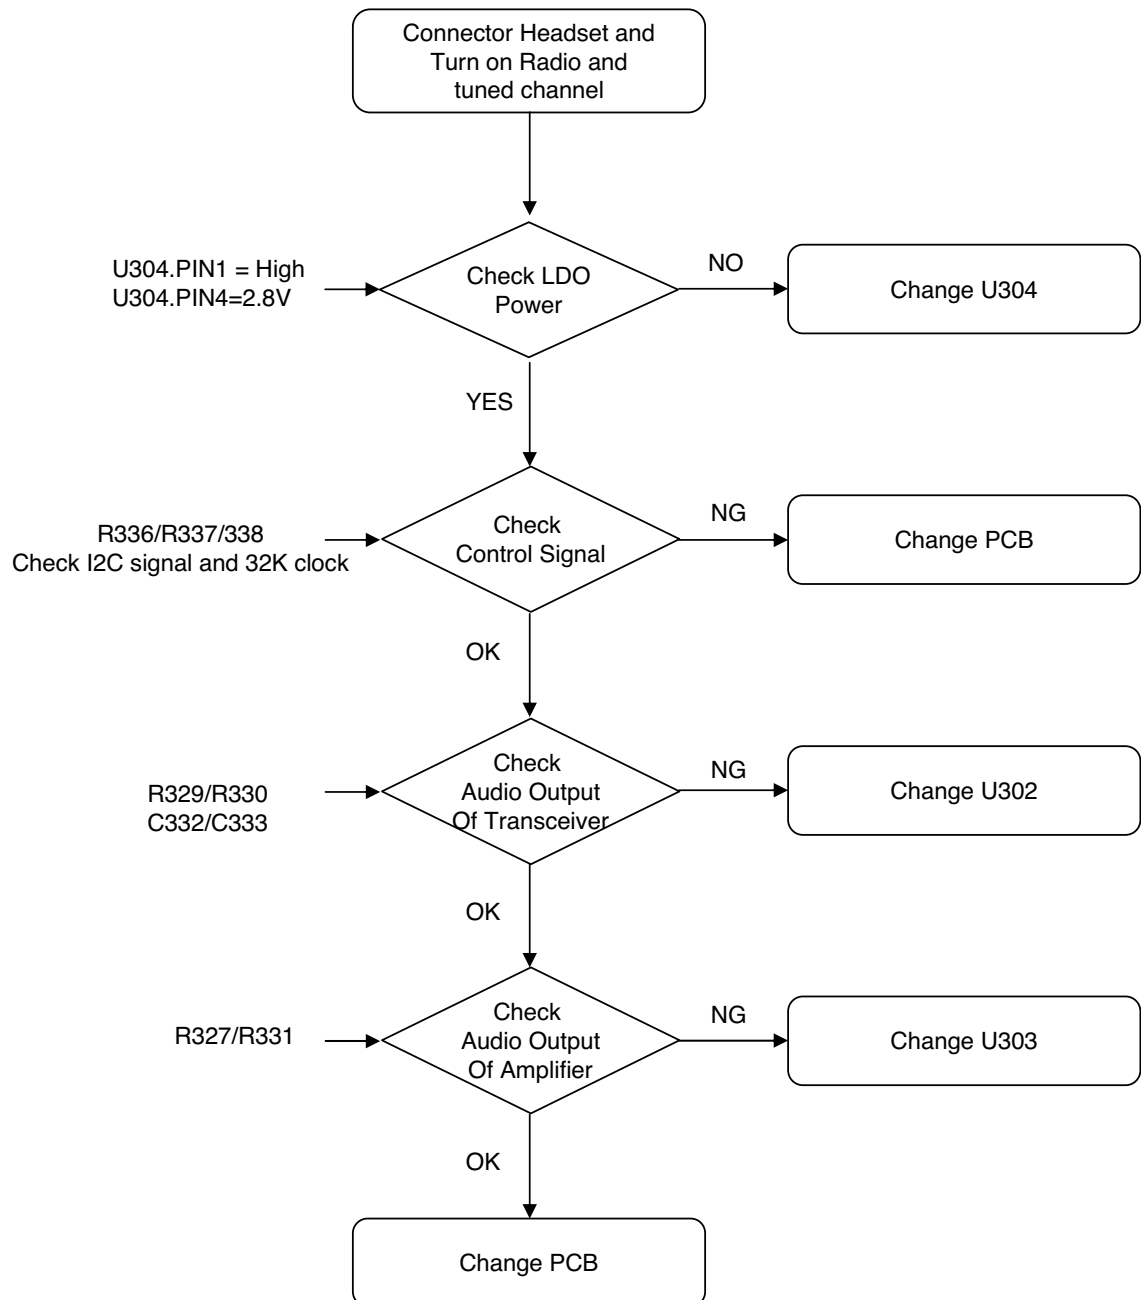 Connector Headset and
Turn on Radio and
tuned channel
U304.PIN1 = High
U304.PIN4=2.8V
Check LDO
Power
NO
Change U304
YES
R336/R337/338
Check I2C signal and 32K clock
Check
Control Signal
NG
Change PCB
OK
R329/R330
C332/C333
Check
Audio Output
Of Transceiver
NG
Change U302
OK
R327/R331
Check
Audio Output
Of Amplifier
NG
Change U303
OK
Change PCB